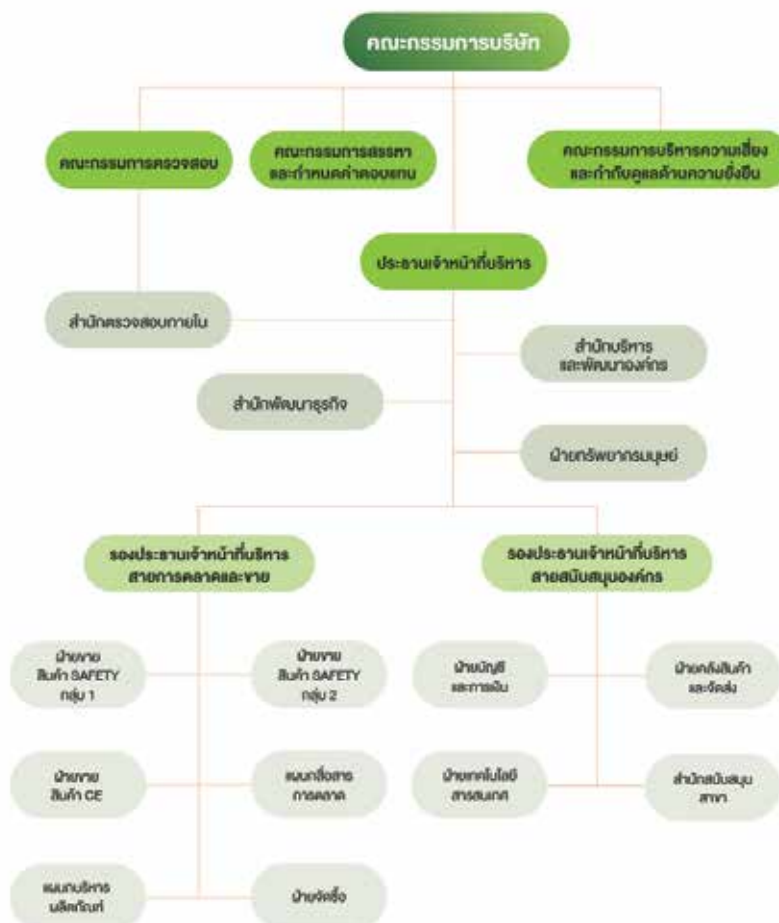 คณะกรรมการบริษัท
คณะกรรมการตรวจสอบ
คณะกรรมการสรรหา
และกำหนดค่าตอบแทน
คณะกรรมการบริหารความเสี่ยง
และกำกับดูแลด้านความยั่งยืน
ประธานเจ้าหน้าที่บริหาร
สำนักตรวจสอบภายใน
สำนักบริหาร
และพัฒนาองค์กร
สำนักพัฒนาธุรกิจ
ฝ่ายทรัพยากรมนุษย์
รองประธานเจ้าหน้าที่บริหาร
สายการตลาดและขาย
รองประธานเจ้าหน้าที่บริหาร
สายสนับสนุนองค์กร
ฝ่ายขาย
สินค้า SAFETY
กลุ่ม 1
ฝ่ายขาย
สินค้า SAFETY
กลุ่ม 2
ฝ่ายบัญชี
และการเงิน
ฝ่ายคลังสินค้า
และจัดส่ง
ฝ่ายขาย
สินค้า CE
แผนกสื่อสาร
การตลาด
ฝ่ายเทคโนโลยี
สารสนเทศ
สำนักสนับสนุน
สาขา
แผนกบริหาร
ผลิตภัณฑ์
ฝ่ายจัดซื้อ